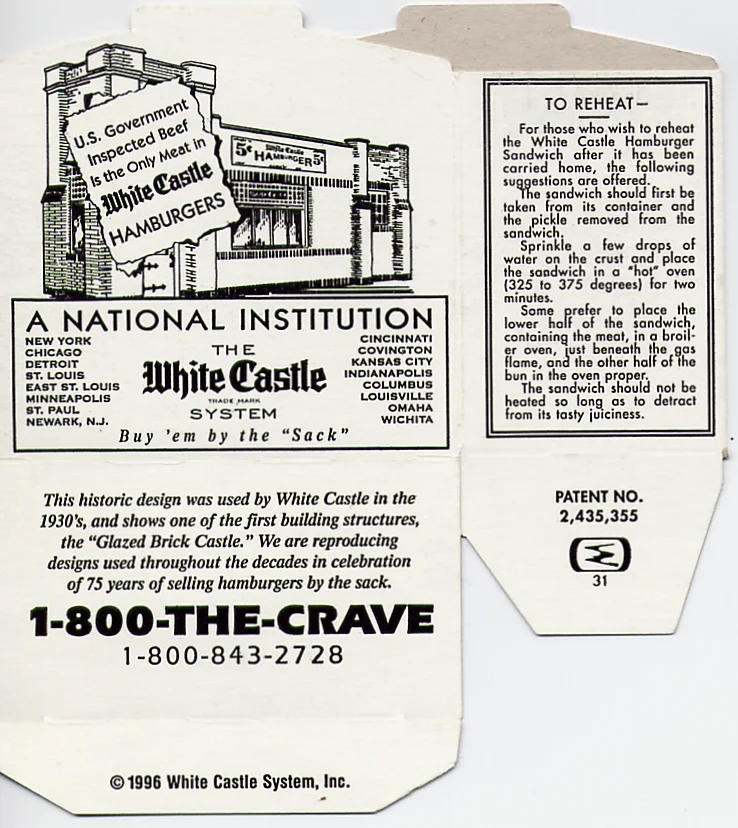 U.S. Government
Inspected Beef
Is the Only Meat in
White Castle
HAMBURGERS
5¢ White Castle 5¢
HAMBURGERS
A NATIONAL INSTITUTION
NEW YORK
CHICAGO
DETROIT
ST. LOUIS
EAST ST. LOUIS
MINNEAPOLIS
ST. PAUL
NEWARK, N.J.
THE
White Castle
TRADE MARK
SYSTEM
CINCINNATI
COVINGTON
KANSAS CITY
INDIANAPOLIS
COLUMBUS
LOUISVILLE
OMAHA
WICHITA
Buy 'em by the "Sack"
This historic design was used by White Castle in the
1930's, and shows one of the first building structures,
the "Glazed Brick Castle." We are reproducing
designs used throughout the decades in celebration
of 75 years of selling hamburgers by the sack.
1-800-THE-CRAVE
1-800-843-2728
© 1996 White Castle System, Inc.
TO REHEAT—
For those who wish to reheat
the White Castle Hamburger
Sandwich after it has been
carried home, the following
suggestions are offered.
The sandwich should first be
taken from its container and
the pickle removed from the
sandwich.
Sprinkle a few drops of
water on the crust and place
the sandwich in a "hot" oven
(325 to 375 degrees) for two
minutes.
Some prefer to place the
lower half of the sandwich,
containing the meat, in a broil-
er oven, just beneath the gas
flame, and the other half of the
bun in the oven proper.
The sandwich should not be
heated so long as to detract
from its tasty juiciness.
PATENT NO.
2,435,355
31